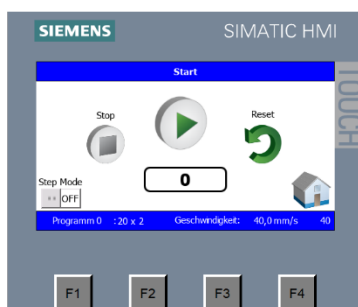 SIEMENS SIMATIC HMI
TOUCH
Start
Stop Reset
0
Step Mode
OFF
Programm 0 :20 x 2 Geschwindigkeit: 40,0 mm/s 40
F1 F2 F3 F4